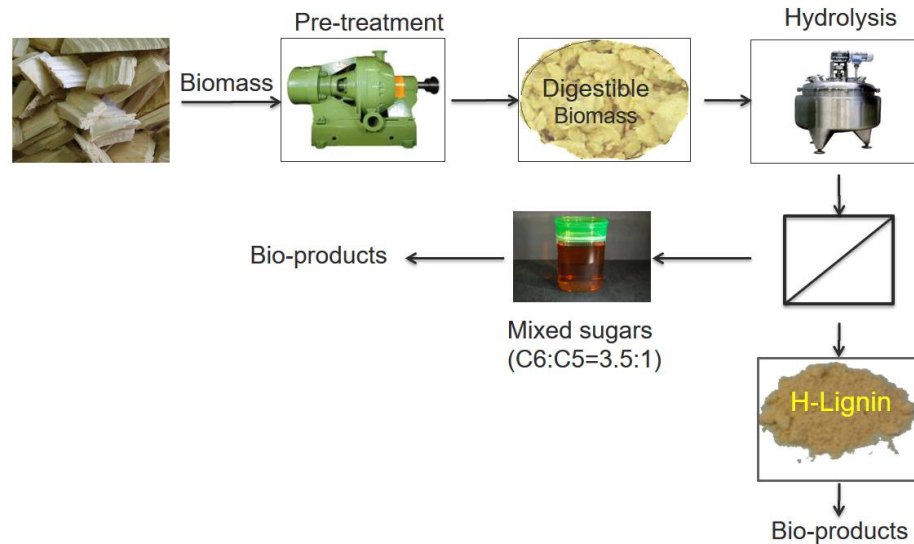 Pre-treatment
Hydrolysis
Biomass
Digestible
Biomass
Bio-products
Mixed sugars
(C6:C5=3.5:1)
H-Lignin
Bio-products